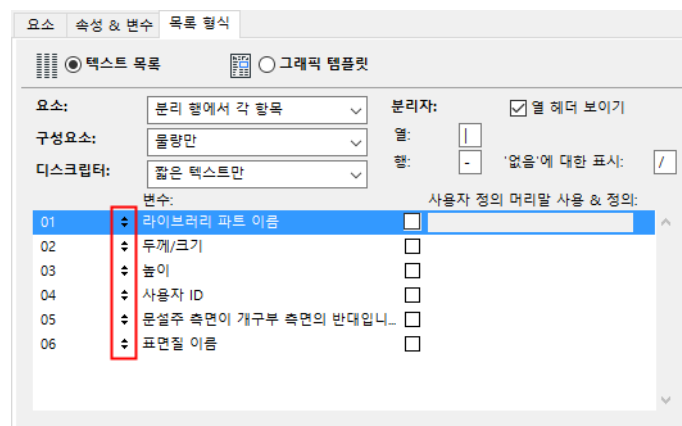 요소 속성 & 변수 목록 형식
텍스트 목록 그래픽 템플릿
요소: 분리 행에서 각 항목 분리자: 열 헤더 보이기
구성요소: 물량만 열: |
디스크립터: 짧은 텍스트만 행: - '없음'에 대한 표시: /
변수: 사용자 정의 머리말 사용 & 정의:
01 라이브러리 파트 이름
02 두께/크기
03 높이
04 사용자 ID
05 문설주 측면이 개구부 측면의 반대입니...
06 표면질 이름